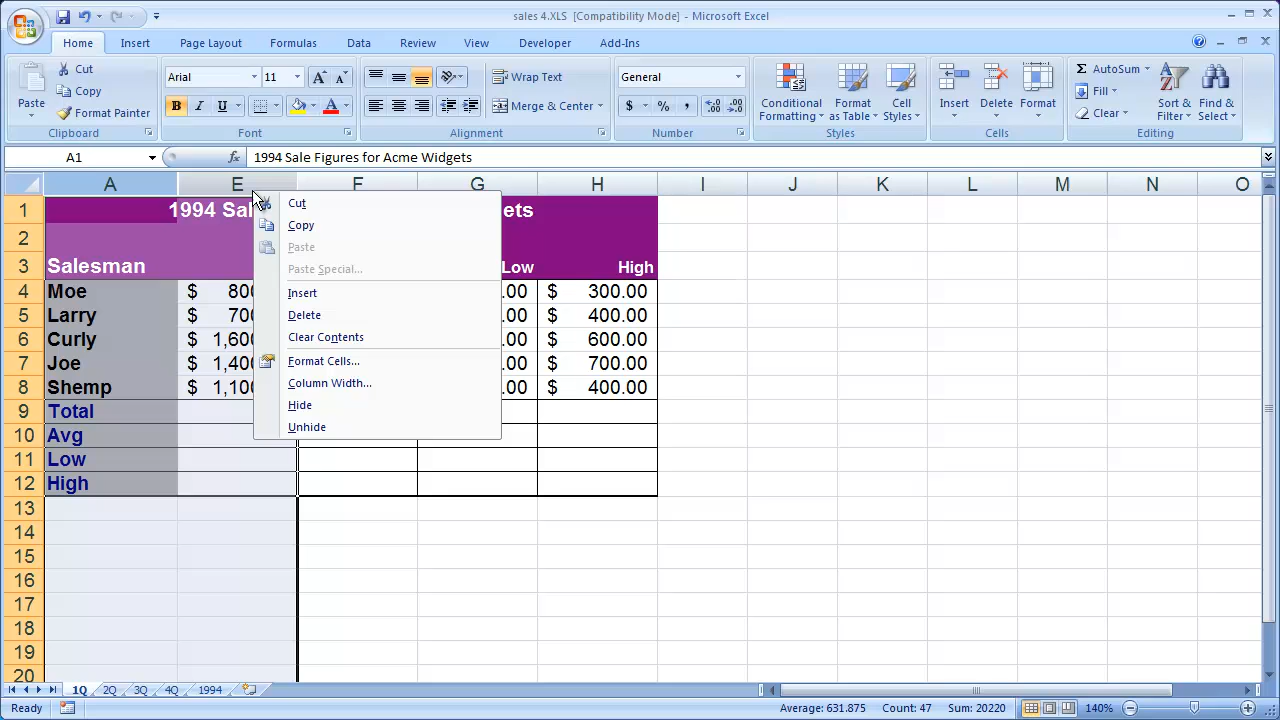 sales 4.XLS [Compatibility Mode] - Microsoft Excel
Home Insert Page Layout Formulas Data Review View Developer Add-Ins
Paste Cut Copy Format Painter Clipboard
Arial 11 A A B I U A Font
Wrap Text Merge & Center Alignment
General $ % , Number
Conditional Formatting Format as Table Cell Styles Styles
Insert Delete Format Cells
Σ AutoSum Fill Clear Sort & Filter Find & Select Editing
A1 fx 1994 Sale Figures for Acme Widgets
A E F G H I J K L M N O
1 1994 Sal ets
2
3 Salesman Low High
4 Moe $ 800 .00 $ 300.00
5 Larry $ 700 .00 $ 400.00
6 Curly $ 1,600 .00 $ 600.00
7 Joe $ 1,400 .00 $ 700.00
8 Shemp $ 1,100 .00 $ 400.00
9 Total
10 Avg
11 Low
12 High
13
14
15
16
17
18
19
20
Cut
Copy
Paste
Paste Special...
Insert
Delete
Clear Contents
Format Cells...
Column Width...
Hide
Unhide
1Q 2Q 3Q 4Q 1994
Ready Average: 631.875 Count: 47 Sum: 20220 140%